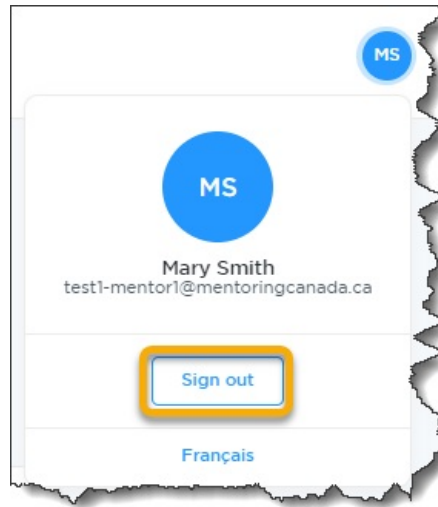 MS
MS
Mary Smith
test1-mentor1@mentoringcanada.ca
Sign out
Français